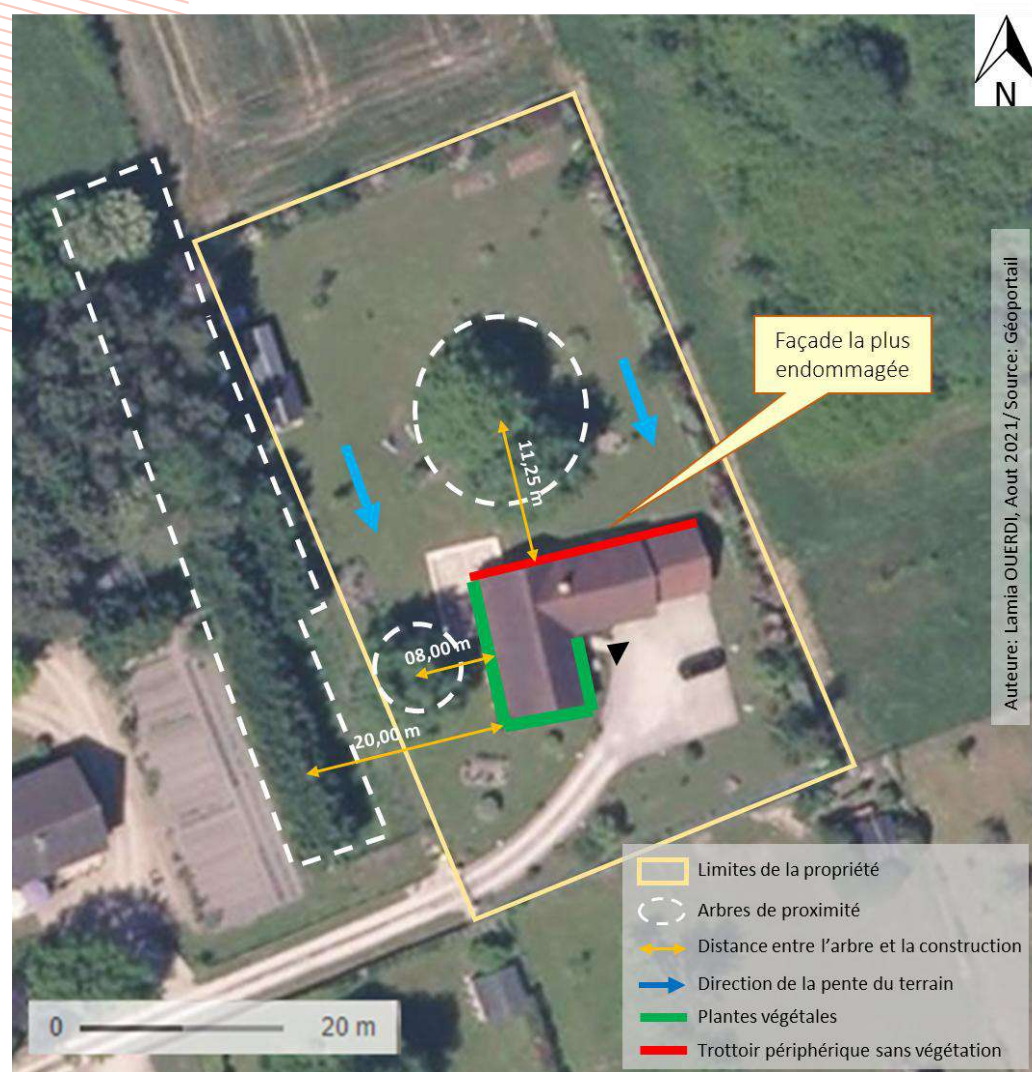 N
Façade la plus
endommagée
11,25 m
08,00 m
20,00 m
Auteure: Lamia OUERDI, Aout 2021/ Source: Géoportail
Limites de la propriété
Arbres de proximité
Distance entre l'arbre et la construction
Direction de la pente du terrain
Plantes végétales
Trottoir périphérique sans végétation
0 20 m